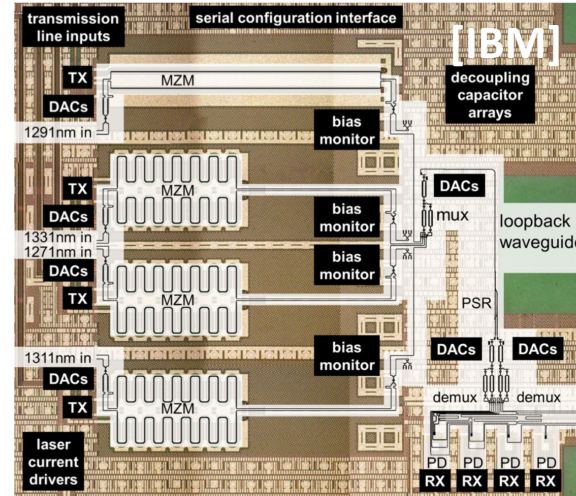 transmission
line inputs
serial configuration interface
[IBM]
TX
MZM
decoupling
capacitor
arrays
DACs
1291nm in
bias
monitor
TX
MZM
DACs
DACs
bias
monitor
mux
loopback
waveguide
1331nm in
1271nm in
DACs
bias
monitor
TX
MZM
PSR
1311nm in
bias
monitor
DACs
DACs
DACs
TX
MZM
demux
demux
laser
current
drivers
PD
PD
PD
PD
RX
RX
RX
RX